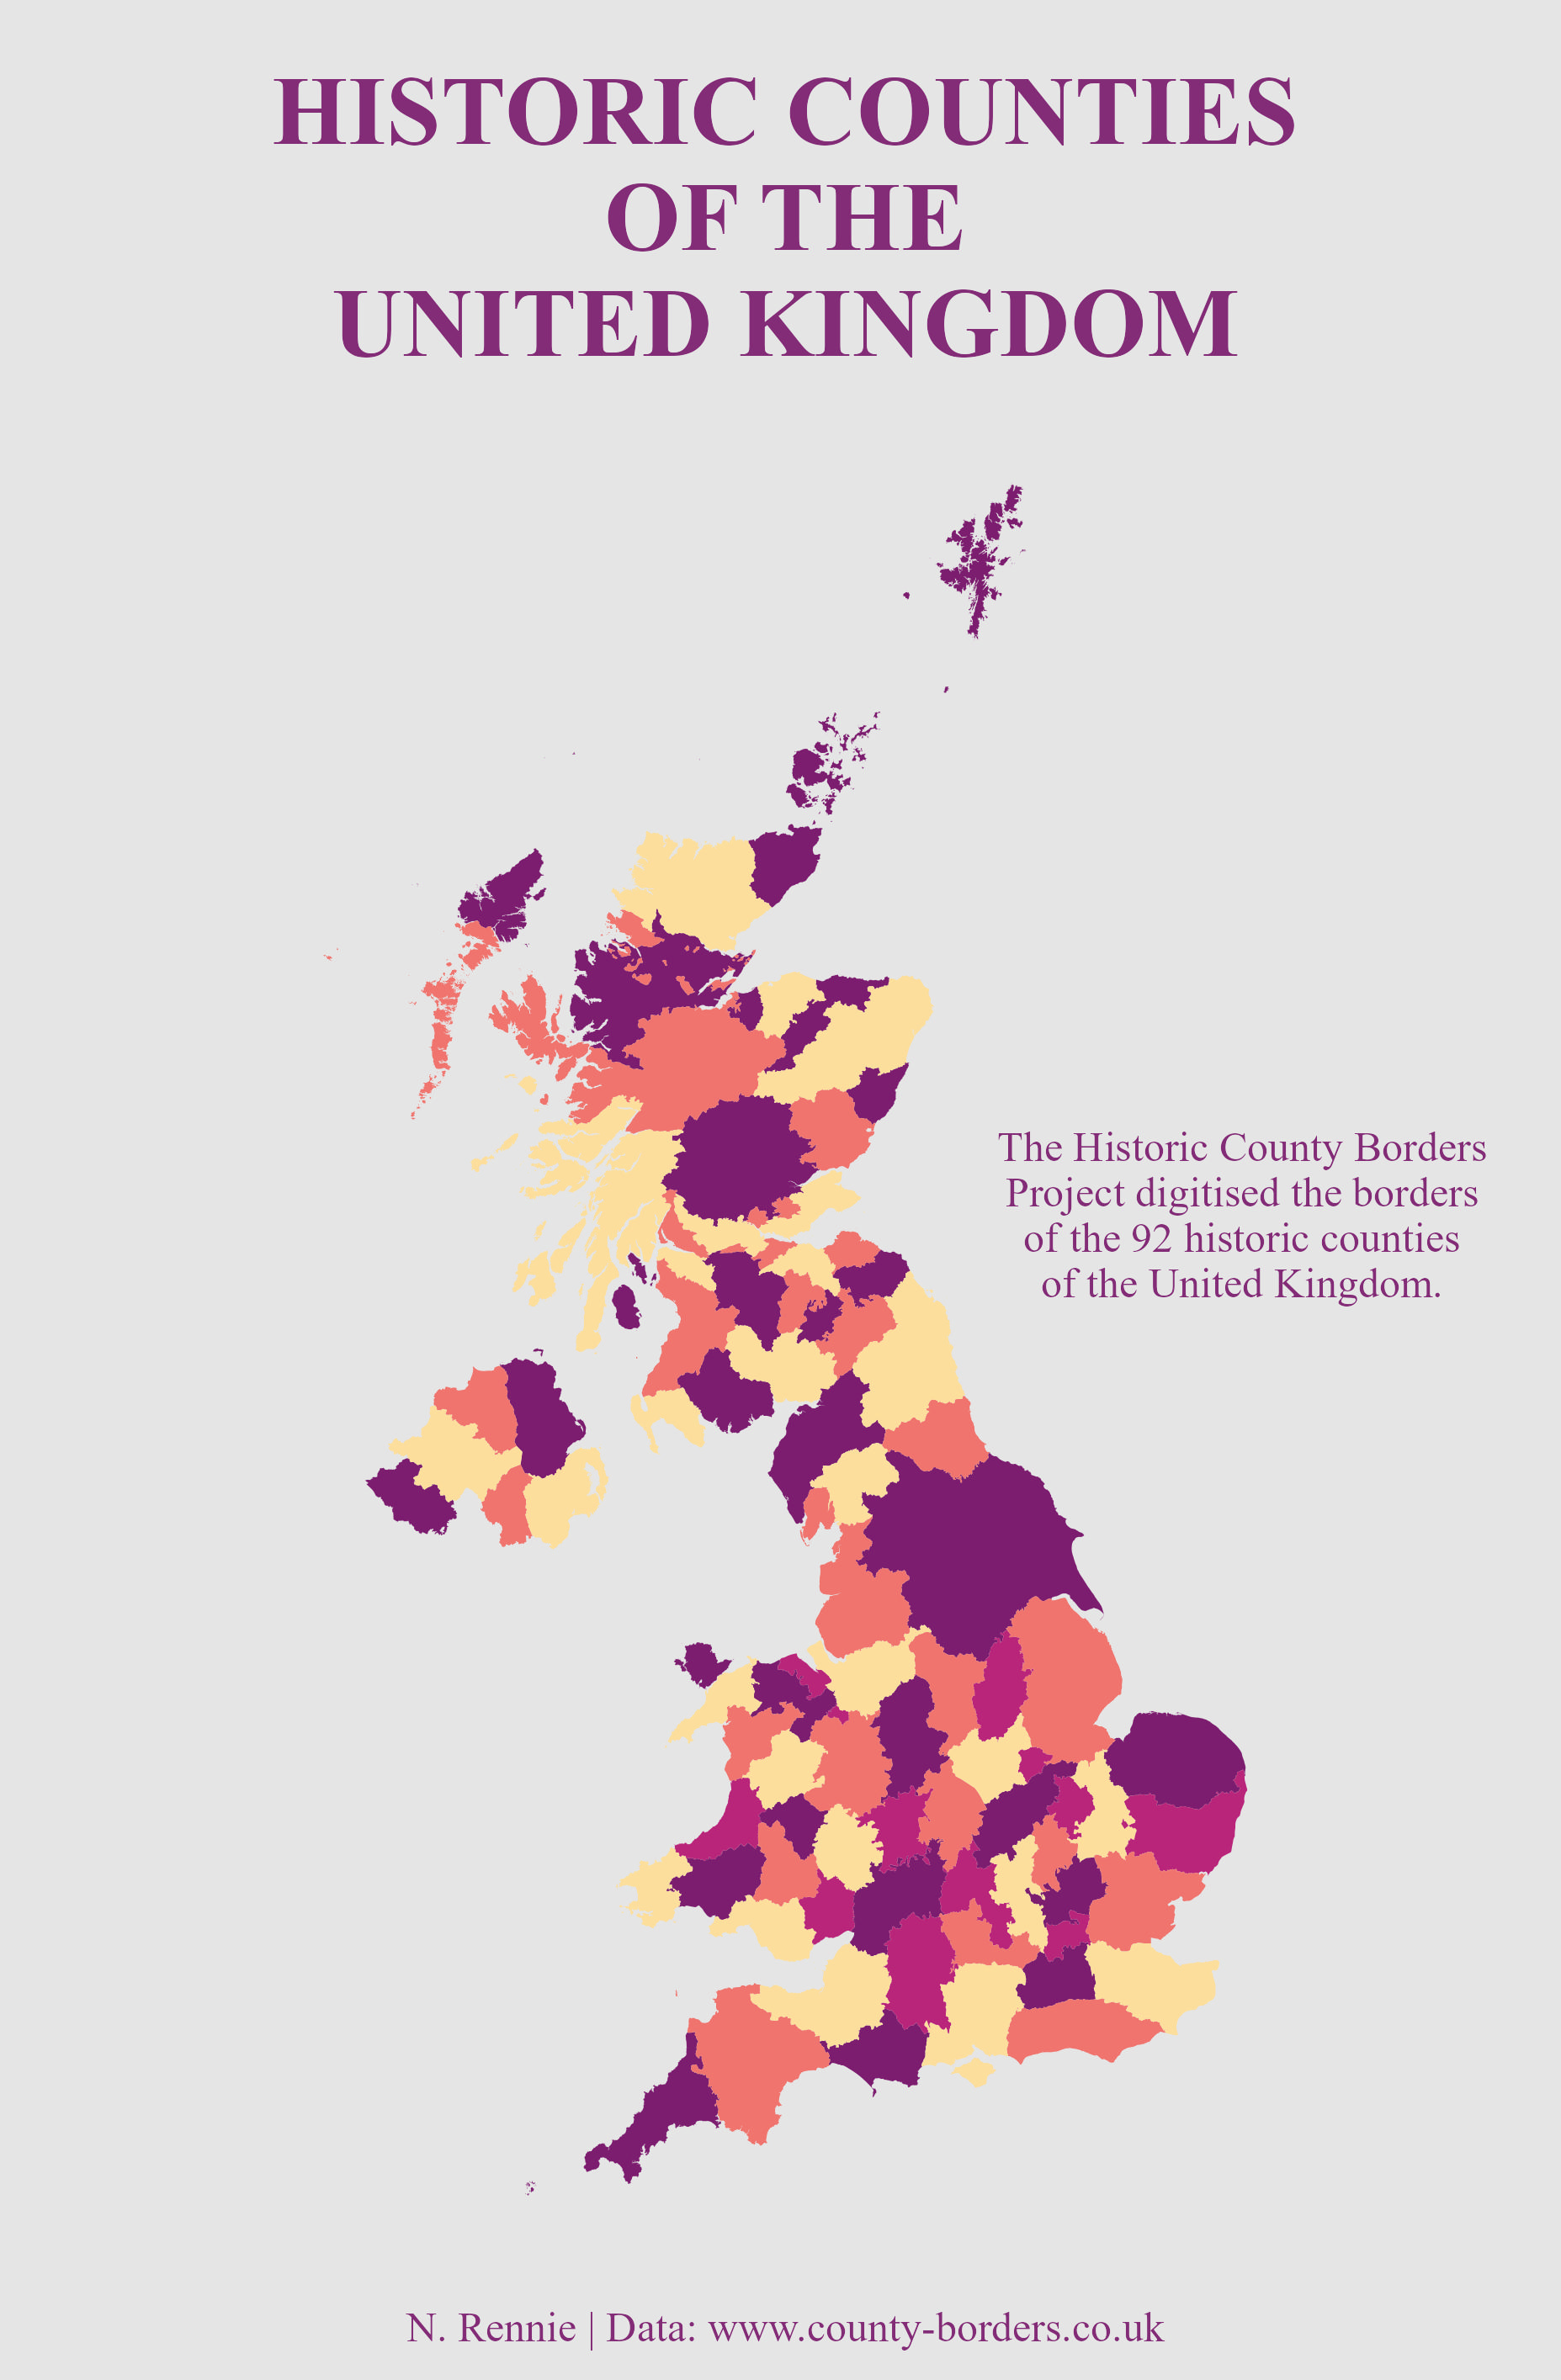 HISTORIC COUNTIES
OF THE
UNITED KINGDOM
The Historic County Borders
Project digitised the borders
of the 92 historic counties
of the United Kingdom.
N. Rennie | Data: www.county-borders.co.uk